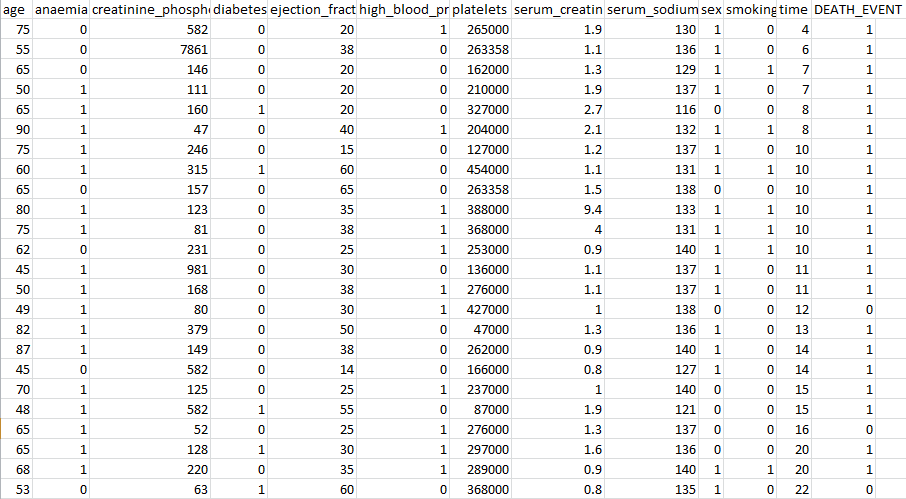 age anaemia creatinine_phospho diabetes ejection_fract high_blood_pr platelets serum_creatin serum_sodium sex smoking time DEATH_EVENT
75 0 582 0 20 1 265000 1.9 130 1 0 4 1
55 0 7861 0 38 0 263358 1.1 136 1 0 6 1
65 0 146 0 20 0 162000 1.3 129 1 1 7 1
50 1 111 0 20 0 210000 1.9 137 1 0 7 1
65 1 160 1 20 0 327000 2.7 116 0 0 8 1
90 1 47 0 40 1 204000 2.1 132 1 1 8 1
75 1 246 0 15 0 127000 1.2 137 1 0 10 1
60 1 315 1 60 0 454000 1.1 131 1 1 10 1
65 0 157 0 65 0 263358 1.5 138 0 0 10 1
80 1 123 0 35 1 388000 9.4 133 1 1 10 1
75 1 81 0 38 1 368000 4 131 1 1 10 1
62 0 231 0 25 1 253000 0.9 140 1 1 10 1
45 1 981 0 30 0 136000 1.1 137 1 0 11 1
50 1 168 0 38 1 276000 1.1 137 1 0 11 1
49 1 80 0 30 1 427000 1 138 0 0 12 0
82 1 379 0 50 0 47000 1.3 136 1 0 13 1
87 1 149 0 38 0 262000 0.9 140 1 0 14 1
45 0 582 0 14 0 166000 0.8 127 1 0 14 1
70 1 125 0 25 1 237000 1 140 0 0 15 1
48 1 582 1 55 0 87000 1.9 121 0 0 15 1
65 1 52 0 25 1 276000 1.3 137 0 0 16 0
65 1 128 1 30 1 297000 1.6 136 0 0 20 1
68 1 220 0 35 1 289000 0.9 140 1 1 20 1
53 0 63 1 60 0 368000 0.8 135 1 0 22 0